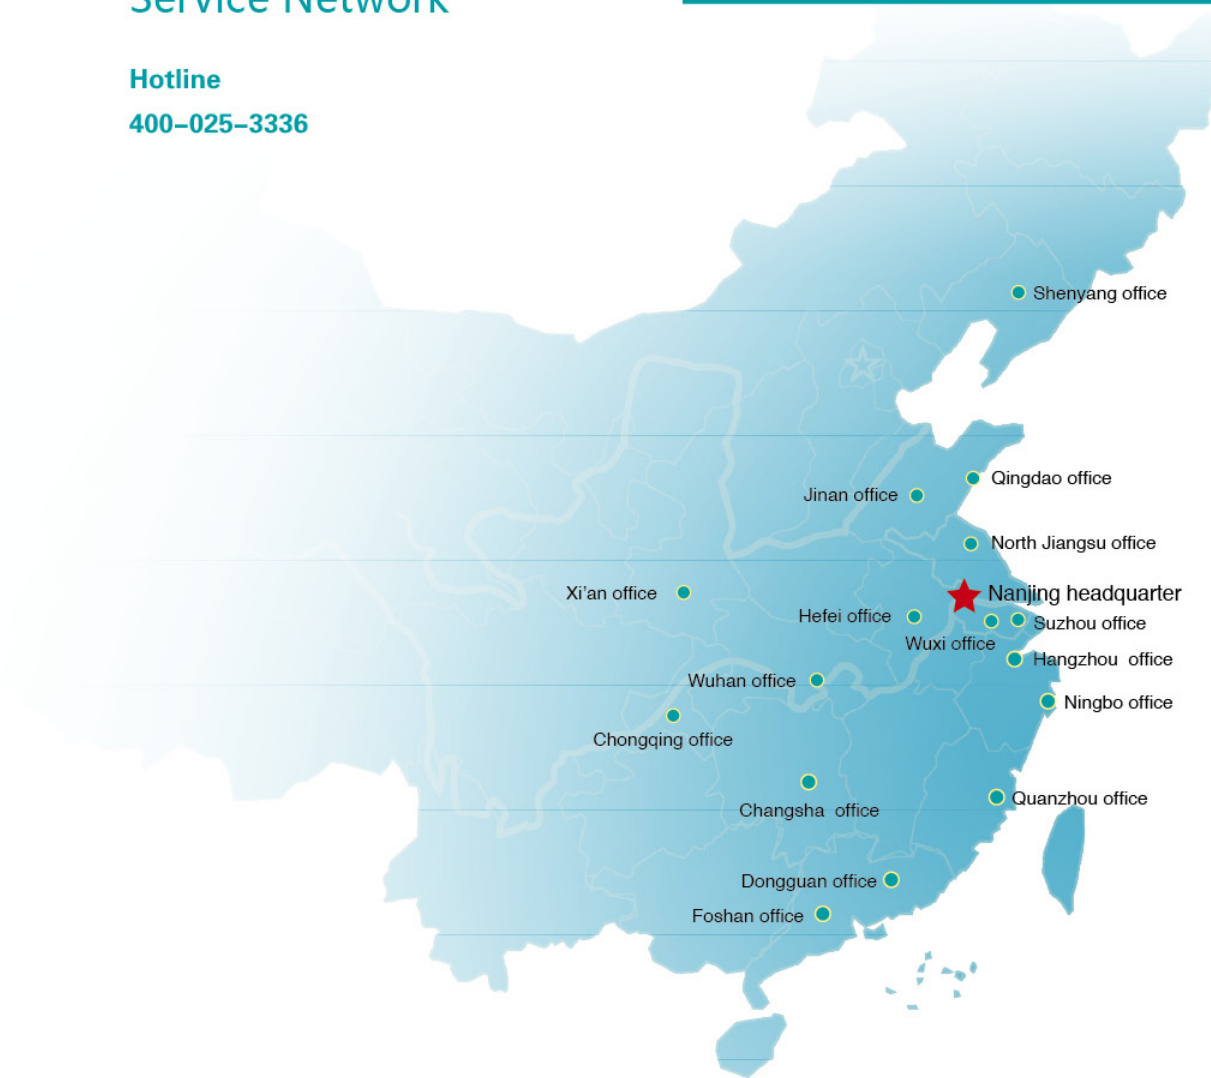 Service Network
Hotline
400–025–3336
Shenyang office
Qingdao office
Jinan office
North Jiangsu office
Xi'an office
Nanjing headquarter
Hefei office
Suzhou office
Wuxi office
Hangzhou  office
Wuhan office
Ningbo office
Chongqing office
Quanzhou office
Changsha  office
Dongguan office
Foshan office